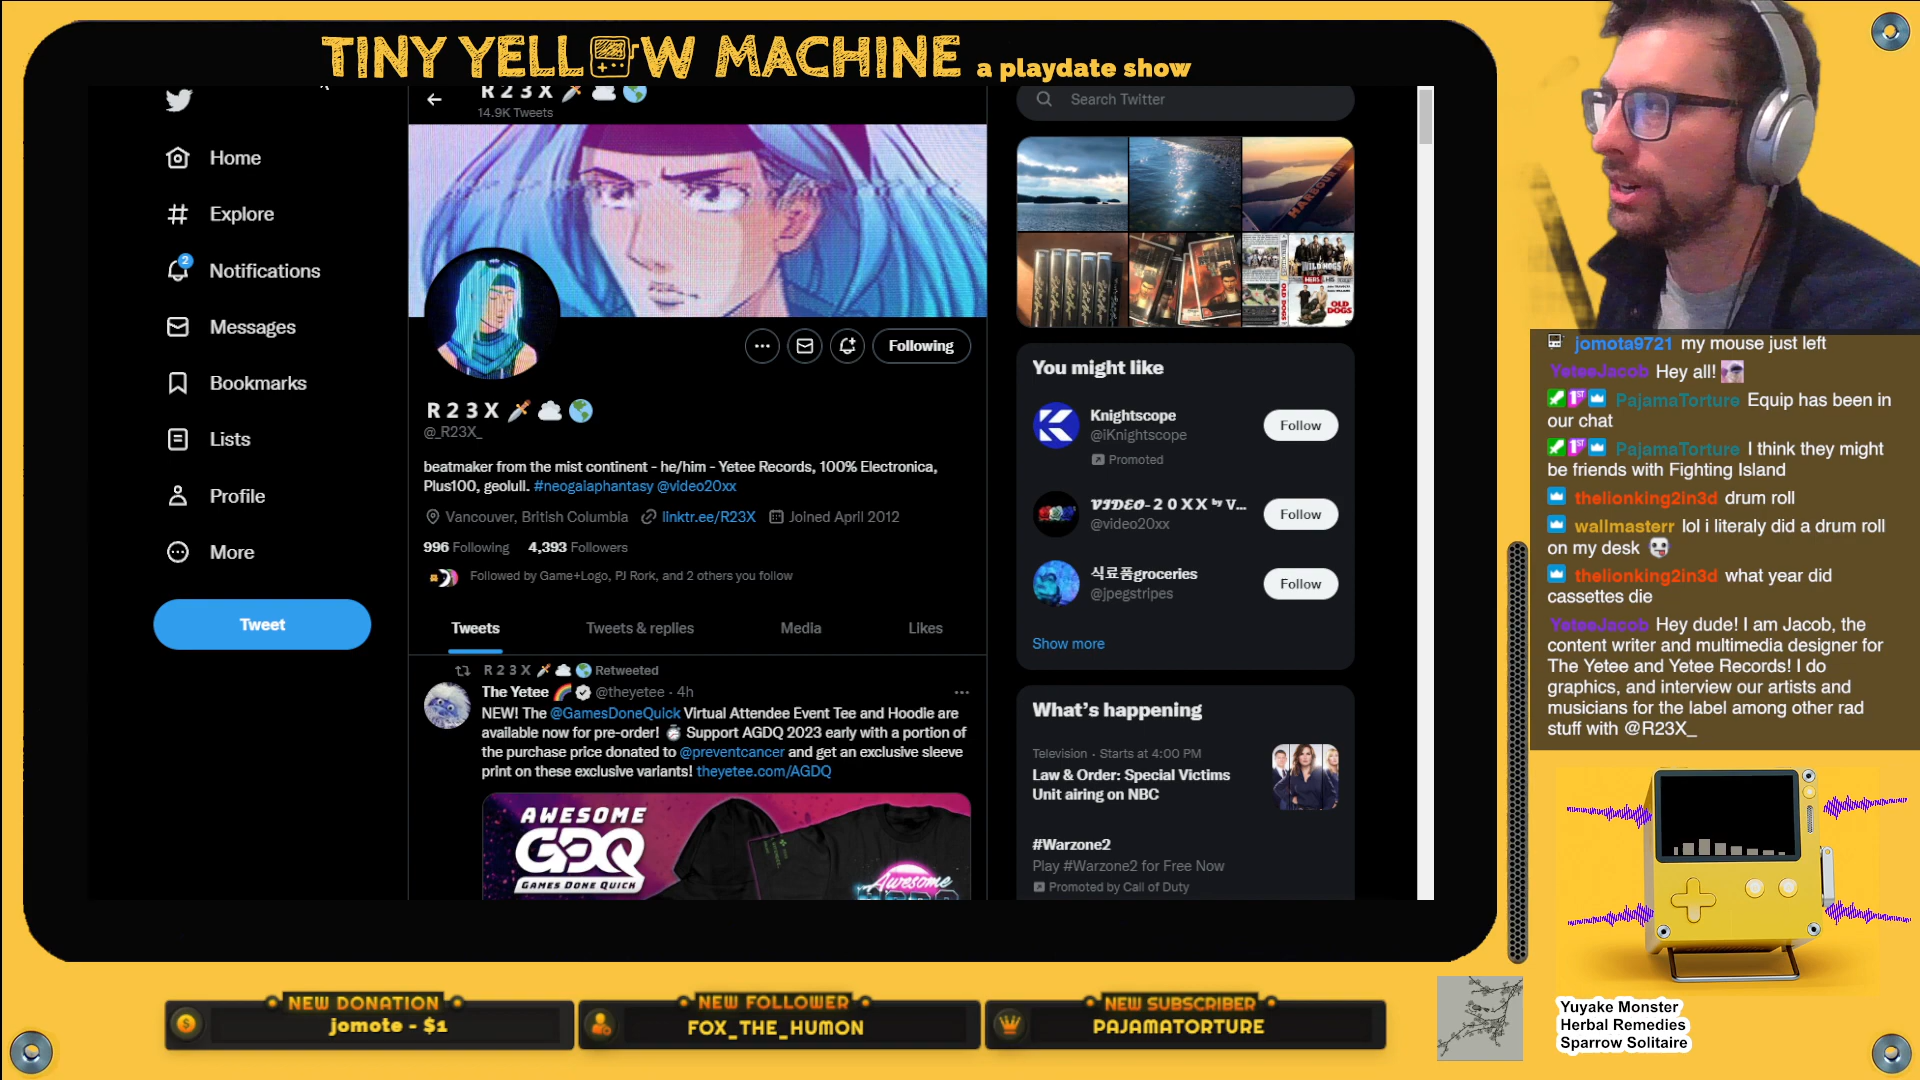 TINY YELLOW MACHINE a playdate show
R 2 3 X
14.9K Tweets
Search Twitter
Home
Explore
2
Notifications
Messages
Bookmarks
Lists
Profile
More
Tweet
Following
R 2 3 X
@_R23X_
beatmaker from the mist continent - he/him - Yetee Records, 100% Electronica,
Plus100, geolull. #neogaiaphantasy @video20xx
Vancouver, British Columbia linktr.ee/R23X Joined April 2012
996 Following 4,393 Followers
Followed by Game+Logo, PJ Rork, and 2 others you follow
Tweets Tweets & replies Media Likes
R 2 3 X Retweeted
The Yetee @theyetee · 4h
NEW! The @GamesDoneQuick Virtual Attendee Event Tee and Hoodie are
available now for pre-order! Support AGDQ 2023 early with a portion of
the purchase price donated to @preventcancer and get an exclusive sleeve
print on these exclusive variants! theyetee.com/AGDQ
AWESOME
GDQ
GAMES DONE QUICK
Awesome
HARBOUR
WILD HOGS
OLD DOGS
OLD
DOGS
You might like
Knightscope
@iKnightscope
Promoted
Follow
VIDEO-2 0 X X by V...
@video20xx
Follow
식료품groceries
@jpegstripes
Follow
Show more
What's happening
Television · Starts at 4:00 PM
Law & Order: Special Victims
Unit airing on NBC
#Warzone2
Play #Warzone2 for Free Now
Promoted by Call of Duty
jomota9721 my mouse just left
YeteeJacob Hey all!
PajamaTorture Equip has been in
our chat
PajamaTorture I think they might
be friends with Fighting Island
thelionking2in3d drum roll
wallmasterr lol i literaly did a drum roll
on my desk
thelionking2in3d what year did
cassettes die
YeteeJacob Hey dude! I am Jacob, the
content writer and multimedia designer for
The Yetee and Yetee Records! I do
graphics, and interview our artists and
musicians for the label among other rad
stuff with @R23X_
NEW DONATION
jomote - $1
NEW FOLLOWER
FOX_THE_HUMON
NEW SUBSCRIBER
PAJAMATORTURE
Yuyake Monster
Herbal Remedies
Sparrow Solitaire